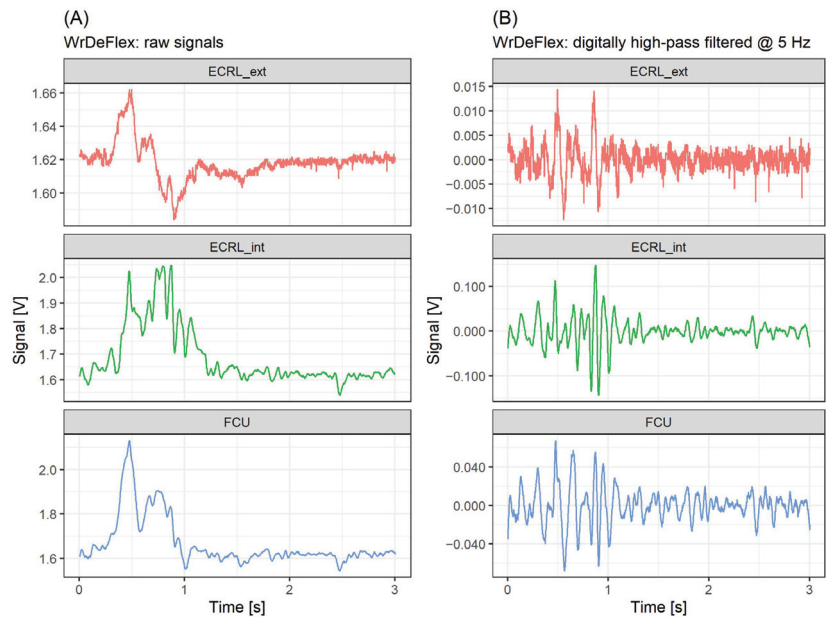 (A)
WrDeFlex: raw signals
ECRL_ext
1.66
1.64
1.62
1.60
ECRL_int
2.0
1.9
1.8
1.7
1.6
FCU
2.0
1.8
1.6
Signal [V]
0
1
2
3
Time [s]
(B)
WrDeFlex: digitally high-pass filtered @ 5 Hz
ECRL_ext
0.015
0.010
0.005
0.000
−0.005
−0.010
ECRL_int
0.100
0.000
−0.100
FCU
0.040
0.000
−0.040
Signal [V]
0
1
2
3
Time [s]